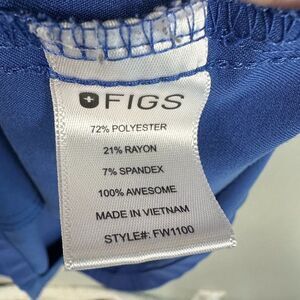 FIGS
72% POLYESTER
21% RAYON
7% SPANDEX
100% AWESOME
MADE IN VIETNAM
STYLE#: FW1100